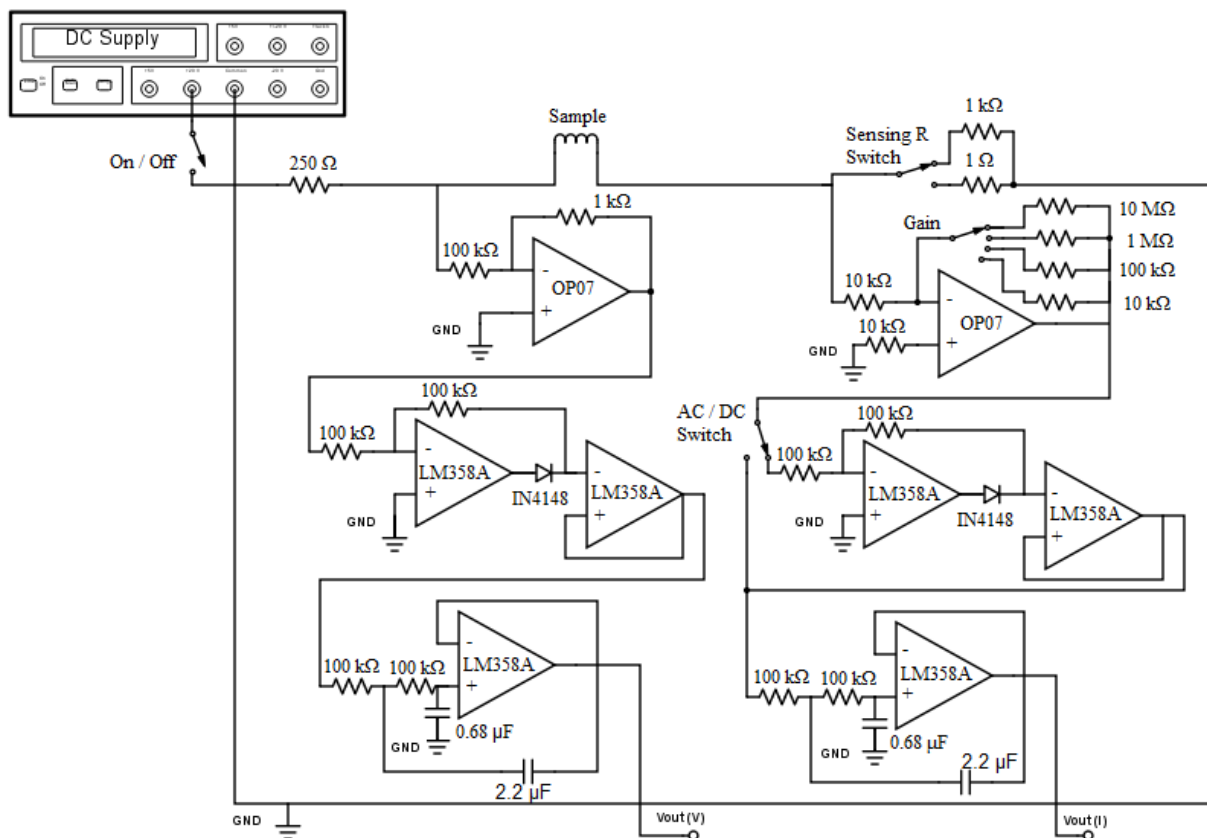 DC Supply
On / Off
250 Ω
Sample
1 kΩ
100 kΩ
-
OP07
+
GND
Sensing R
Switch
1 kΩ
1 Ω
Gain
10 MΩ
1 MΩ
100 kΩ
10 kΩ
10 kΩ
-
OP07
10 kΩ
+
GND
100 kΩ
100 kΩ
-
LM358A
+
GND
IN4148
-
LM358A
+
AC / DC
Switch
100 kΩ
100 kΩ
-
LM358A
+
GND
IN4148
-
LM358A
+
100 kΩ
100 kΩ
-
LM358A
+
GND
0.68 µF
2.2 µF
100 kΩ
100 kΩ
-
LM358A
+
GND
0.68 µF
2.2 µF
GND
Vout(V)
Vout(I)